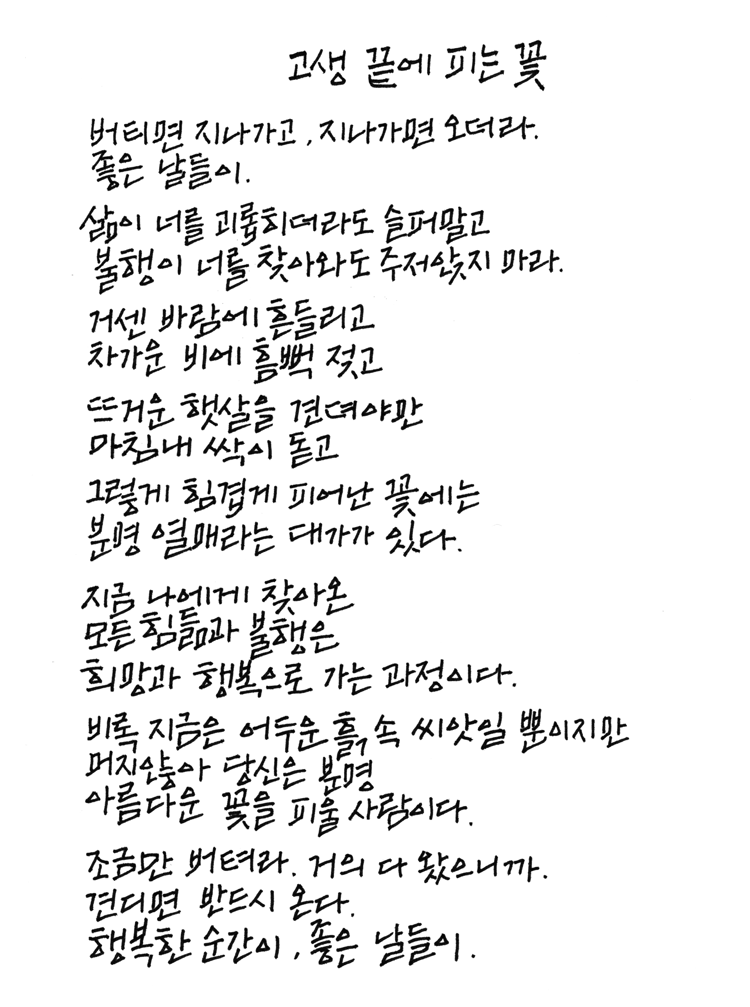 고생 끝에 피는 꽃
버티면 지나가고, 지나가면 오더라.
좋은 날들이.
삶이 너를 괴롭히더라도 슬퍼말고
불행이 너를 찾아와도 주저앉지 마라.
거센 바람에 흔들리고
차가운 비에 흠뻑 젖고
뜨거운 햇살을 견뎌야만
마침내 싹이 돋고
그렇게 힘겹게 피어난 꽃에는
분명 열매라는 대가가 있다.
지금 나에게 찾아온
모든 힘듦과 불행은
희망과 행복으로 가는 과정이다.
비록 지금은 어두운 흙 속 씨앗일 뿐이지만
머지않아 당신은 분명
아름다운 꽃을 피울 사람이다.
조금만 버텨라. 거의 다 왔으니까.
견디면 반드시 온다.
행복한 순간이, 좋은 날들이.